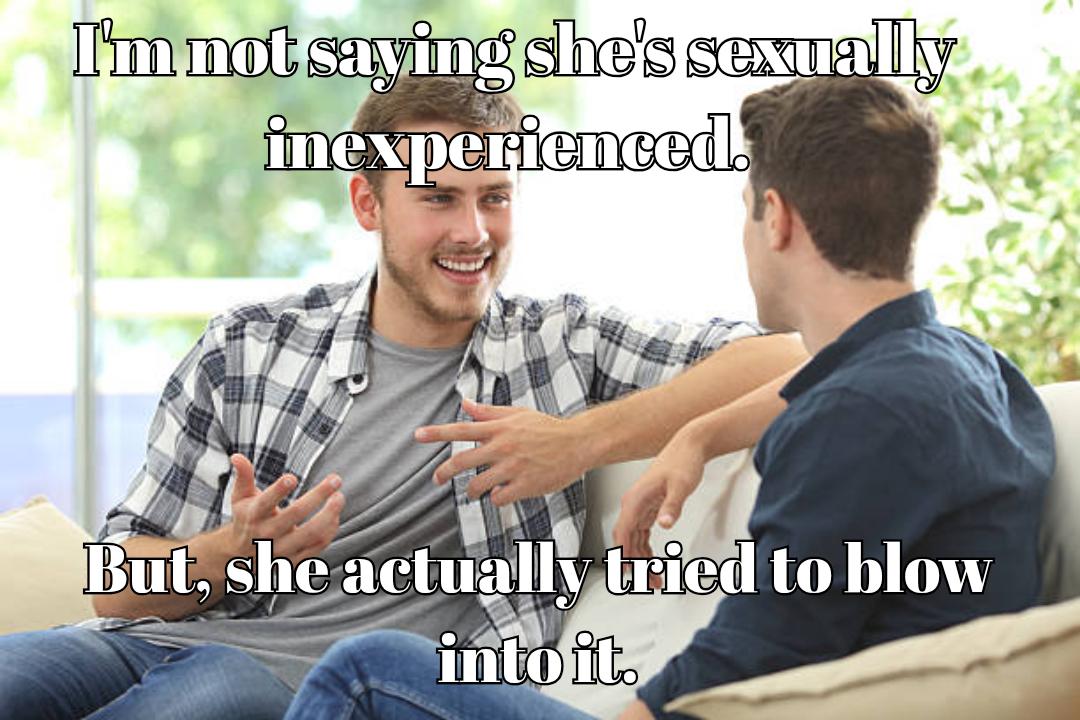 I'm not saying she's sexually
inexperienced.
But, she actually tried to blow
into it.